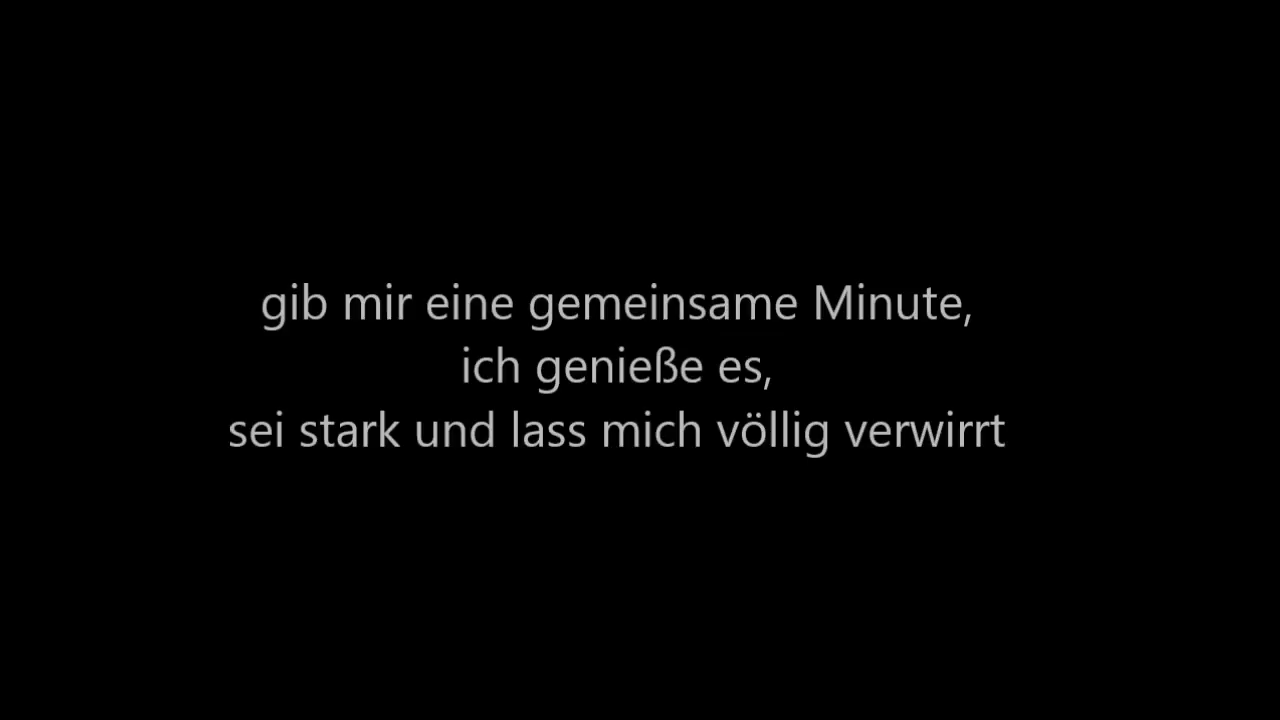 gib mir eine gemeinsame Minute,
ich genieße es,
sei stark und lass mich völlig verwirrt